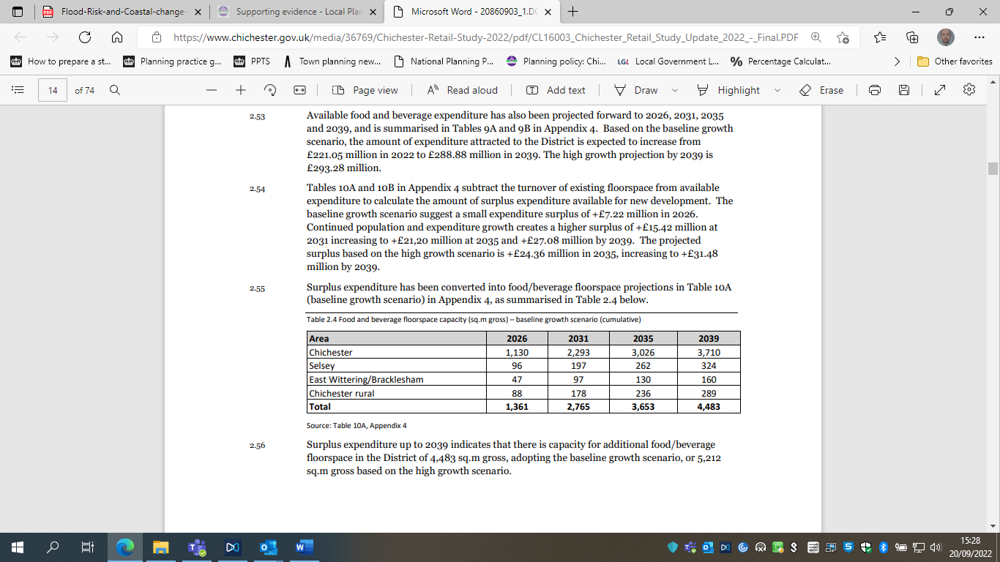 Flood-Risk-and-Coastal-change-
Supporting evidence - Local Plan
Microsoft Word - 20860903_1.DO
https://www.chichester.gov.uk/media/36769/Chichester-Retail-Study-2022/pdf/CL16003_Chichester_Retail_Study_Update_2022_-_Final.PDF
How to prepare a st... Planning practice g... PPTS Town planning new... National Planning P... Planning policy: Chi... LGL Local Government L... % Percentage Calculat... Other favorites
14 of 74 Page view Read aloud Add text Draw Highlight Erase
2.53 Available food and beverage expenditure has also been projected forward to 2026, 2031, 2035
and 2039, and is summarised in Tables 9A and 9B in Appendix 4. Based on the baseline growth
scenario, the amount of expenditure attracted to the District is expected to increase from
£221.05 million in 2022 to £288.88 million in 2039. The high growth projection by 2039 is
£293.28 million.
2.54 Tables 10A and 10B in Appendix 4 subtract the turnover of existing floorspace from available
expenditure to calculate the amount of surplus expenditure available for new development. The
baseline growth scenario suggest a small expenditure surplus of +£7.22 million in 2026.
Continued population and expenditure growth creates a higher surplus of +£15.42 million at
2031 increasing to +£21,20 million at 2035 and +£27.08 million by 2039. The projected
surplus based on the high growth scenario is +£24.36 million in 2035, increasing to +£31.48
million by 2039.
2.55 Surplus expenditure has been converted into food/beverage floorspace projections in Table 10A
(baseline growth scenario) in Appendix 4, as summarised in Table 2.4 below.
Table 2.4 Food and beverage floorspace capacity (sq.m gross) – baseline growth scenario (cumulative)
Area 2026 2031 2035 2039
Chichester 1,130 2,293 3,026 3,710
Selsey 96 197 262 324
East Wittering/Bracklesham 47 97 130 160
Chichester rural 88 178 236 289
Total 1,361 2,765 3,653 4,483
Source: Table 10A, Appendix 4
2.56 Surplus expenditure up to 2039 indicates that there is capacity for additional food/beverage
floorspace in the District of 4,483 sq.m gross, adopting the baseline growth scenario, or 5,212
sq.m gross based on the high growth scenario.
15:28
20/09/2022